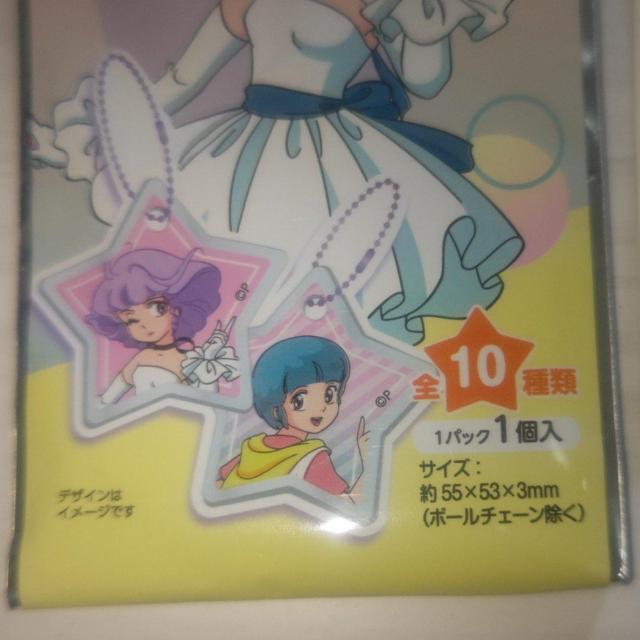 ©P
©P
全10種類
1パック1個入
サイズ：
約55×53×3mm
（ボールチェーン除く）
デザインは
イメージです